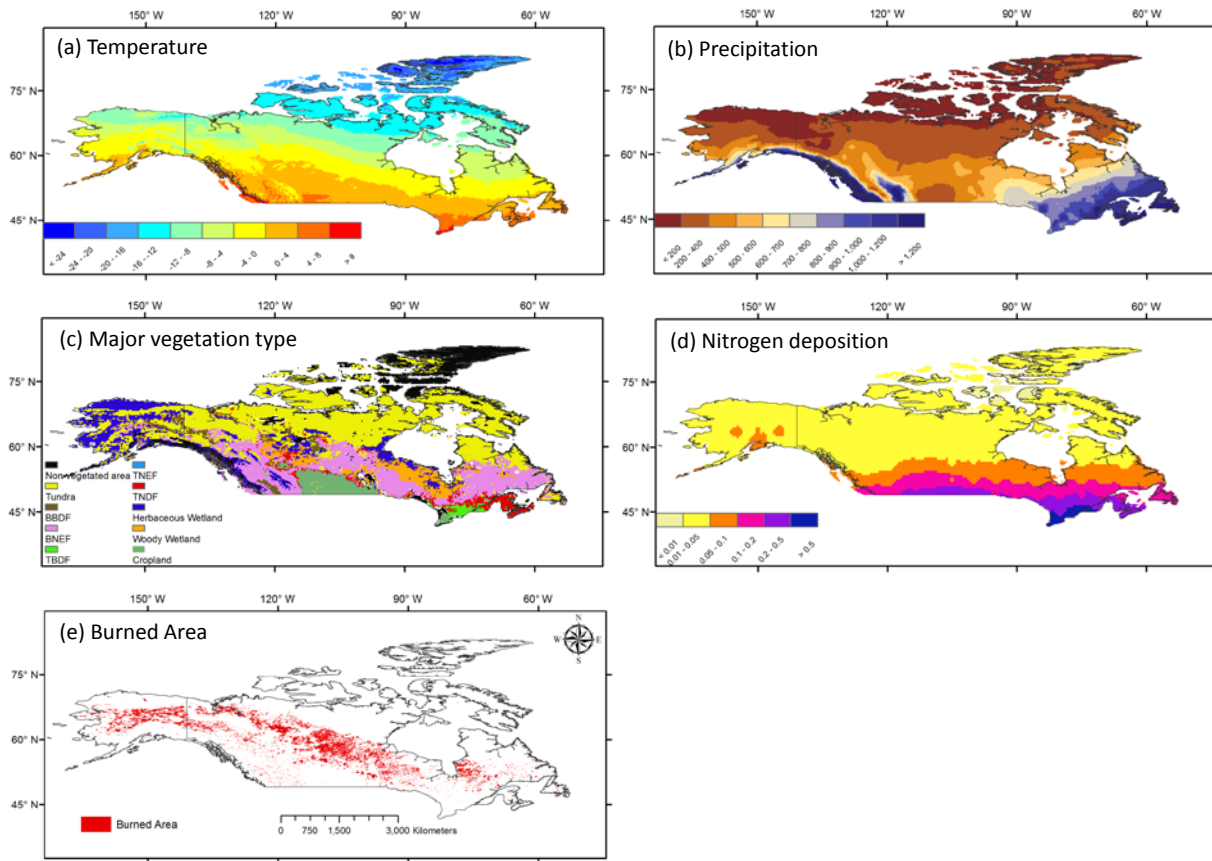 150° W 120° W 90° W 60° W
(a) Temperature
75° N
60° N
45° N
< -24
-24 - -20
-20 - -16
-16 - -12
-12 - -8
-8 - -4
-4 - 0
0 - 4
4 - 8
> 8
150° W 120° W 90° W 60° W
(b) Precipitation
75° N
60° N
45° N
< 200
200 - 400
400 - 500
500 - 600
600 - 700
700 - 800
800 - 900
900 - 1,000
1,000 - 1,200
> 1,200
150° W 120° W 90° W 60° W
(c) Major vegetation type
75° N
60° N
45° N
Non vegetated area
Tundra
BBDF
BNEF
TBDF
TNEF
TNDF
Herbaceous Wetland
Woody Wetland
Cropland
150° W 120° W 90° W 60° W
(d) Nitrogen deposition
75° N
60° N
45° N
< 0.01
0.01 - 0.05
0.05 - 0.1
0.1 - 0.2
0.2 - 0.5
> 0.5
150° W 120° W 90° W 60° W
(e) Burned Area
N
W E
S
75° N
60° N
45° N
Burned Area
0 750 1,500 3,000 Kilometers